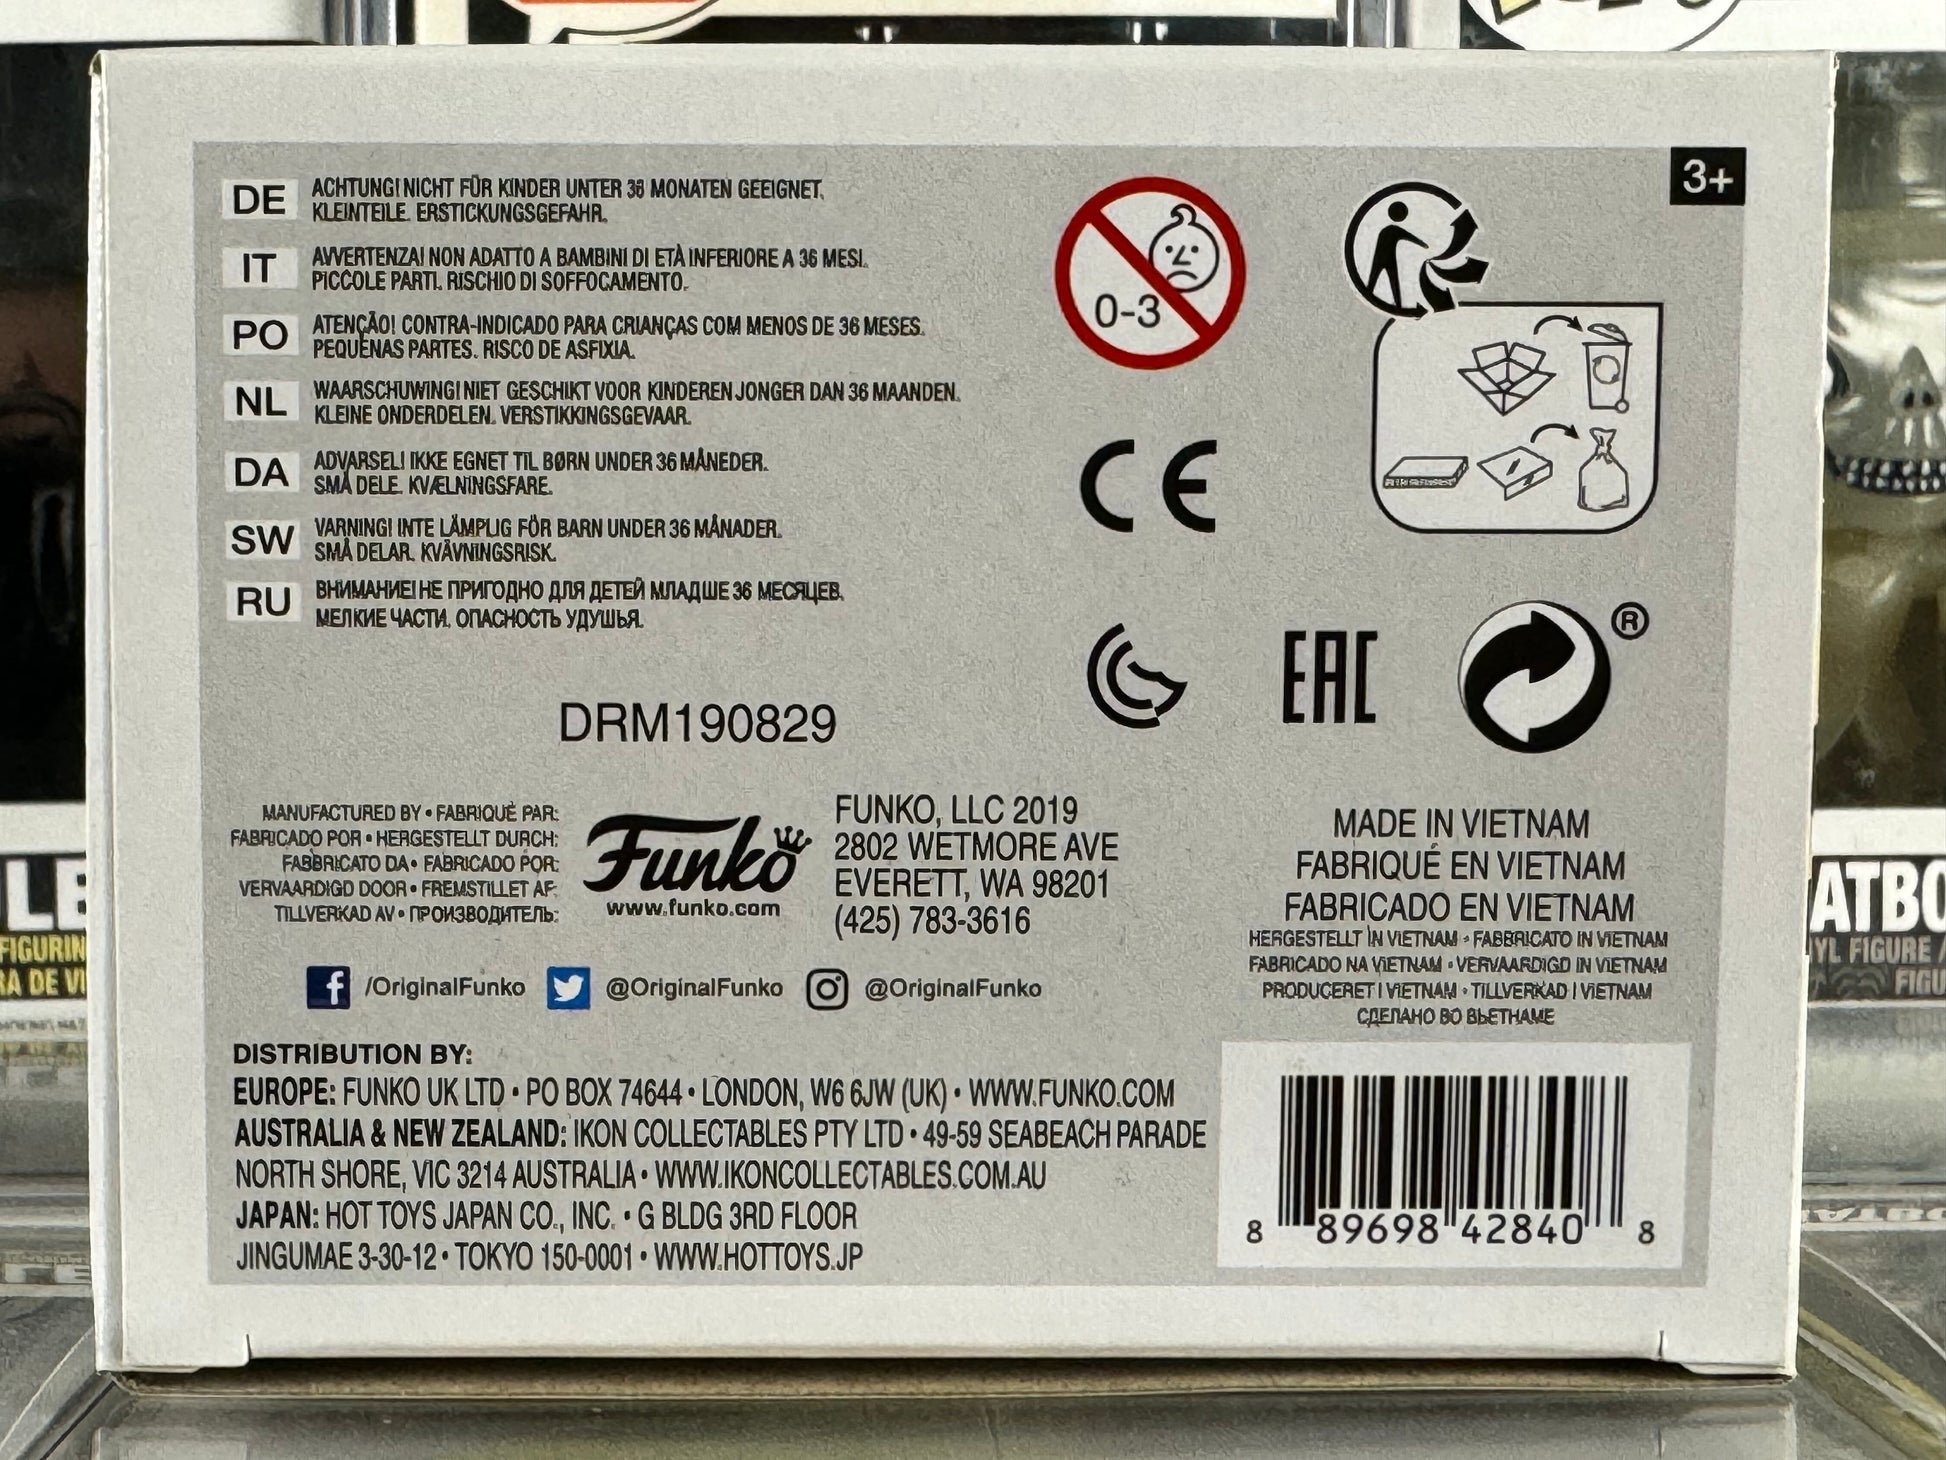 3+
DE ACHTUNG! NICHT FÜR KINDER UNTER 36 MONATEN GEEIGNET.
KLEINTEILE. ERSTICKUNGSGEFAHR.
IT AVVERTENZA! NON ADATTO A BAMBINI DI ETÀ INFERIORE A 36 MESI.
PICCOLE PARTI. RISCHIO DI SOFFOCAMENTO.
PO ATENÇÃO! CONTRA-INDICADO PARA CRIANÇAS COM MENOS DE 36 MESES.
PEQUENAS PARTES. RISCO DE ASFIXIA.
NL WAARSCHUWING! NIET GESCHIKT VOOR KINDEREN JONGER DAN 36 MAANDEN.
KLEINE ONDERDELEN. VERSTIKKINGSGEVAAR.
DA ADVARSEL! IKKE EGNET TIL BØRN UNDER 36 MÅNEDER.
SMÅ DELE. KVÆLNINGSFARE.
SW VARNING! INTE LÄMPLIG FÖR BARN UNDER 36 MÅNADER.
SMÅ DELAR. KVÄVNINGSRISK.
RU ВНИМАНИЕ! НЕ ПРИГОДНО ДЛЯ ДЕТЕЙ МЛАДШЕ 36 МЕСЯЦЕВ.
МЕЛКИЕ ЧАСТИ. ОПАСНОСТЬ УДУШЬЯ.
0-3
CE
EAC
®
DRM190829
MANUFACTURED BY • FABRIQUÉ PAR:
FABRICADO POR • HERGESTELLT DURCH:
FABBRICATO DA • FABRICADO POR:
VERVAARDIGD DOOR • FREMSTILLET AF:
TILLVERKAD AV • ПРОИЗВОДИТЕЛЬ:
Funko
www.funko.com
FUNKO, LLC 2019
2802 WETMORE AVE
EVERETT, WA 98201
(425) 783-3616
MADE IN VIETNAM
FABRIQUÉ EN VIETNAM
FABRICADO EN VIETNAM
HERGESTELLT IN VIETNAM • FABBRICATO IN VIETNAM
FABRICADO NA VIETNAM • VERVAARDIGD IN VIETNAM
PRODUCERET I VIETNAM • TILLVERKAD I VIETNAM
СДЕЛАНО ВО ВЬЕТНАМЕ
/OriginalFunko @OriginalFunko @OriginalFunko
DISTRIBUTION BY:
EUROPE: FUNKO UK LTD • PO BOX 74644 • LONDON, W6 6JW (UK) • WWW.FUNKO.COM
AUSTRALIA & NEW ZEALAND: IKON COLLECTABLES PTY LTD • 49-59 SEABEACH PARADE
NORTH SHORE, VIC 3214 AUSTRALIA • WWW.IKONCOLLECTABLES.COM.AU
JAPAN: HOT TOYS JAPAN CO., INC. • G BLDG 3RD FLOOR
JINGUMAE 3-30-12 • TOKYO 150-0001 • WWW.HOTTOYS.JP
8 89698 42840 8